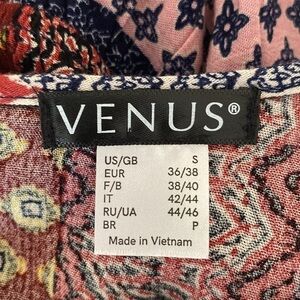 VENUS®
US/GB S
EUR 36/38
F/B 38/40
IT 42/44
RU/UA 44/46
BR P
Made in Vietnam